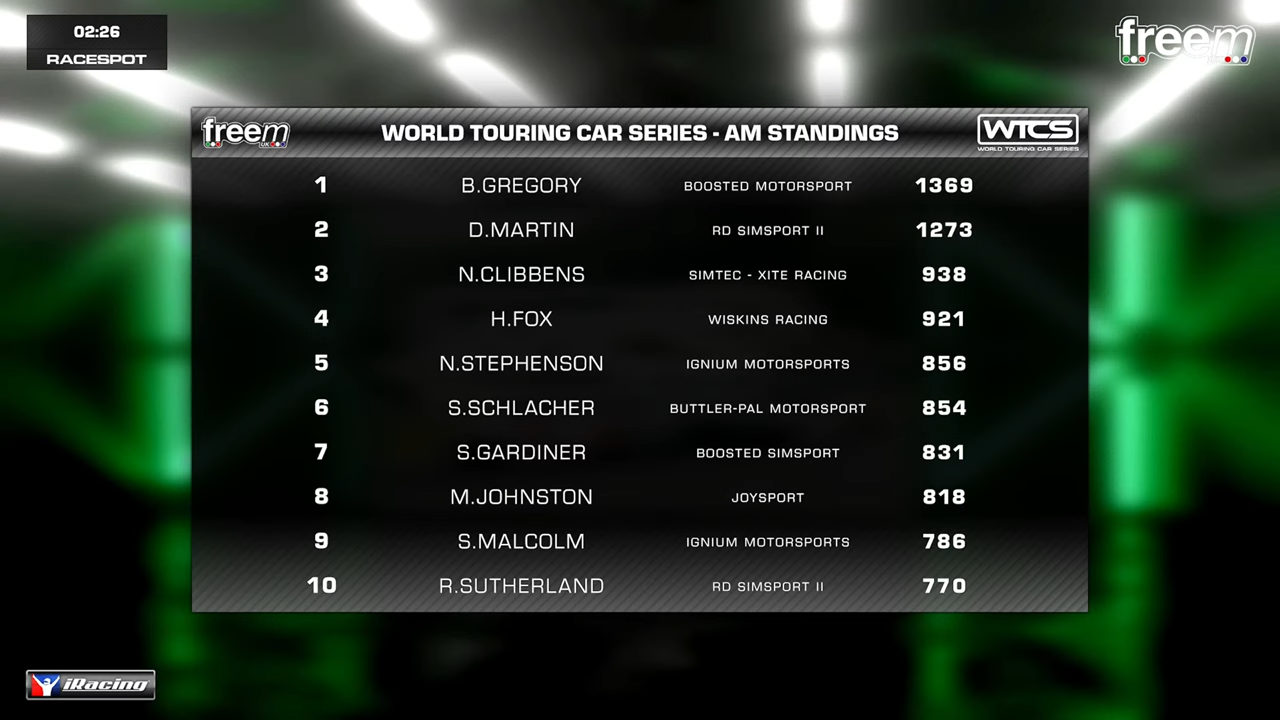 02:26
RACESPOT
freem
freem UK
WORLD TOURING CAR SERIES - AM STANDINGS
WTCS
WORLD TOURING CAR SERIES
1 B.GREGORY BOOSTED MOTORSPORT 1369
2 D.MARTIN RD SIMSPORT II 1273
3 N.CLIBBENS SIMTEC - XITE RACING 938
4 H.FOX WISKINS RACING 921
5 N.STEPHENSON IGNIUM MOTORSPORTS 856
6 S.SCHLACHER BUTTLER-PAL MOTORSPORT 854
7 S.GARDINER BOOSTED SIMSPORT 831
8 M.JOHNSTON JOYSPORT 818
9 S.MALCOLM IGNIUM MOTORSPORTS 786
10 R.SUTHERLAND RD SIMSPORT II 770
iRacing